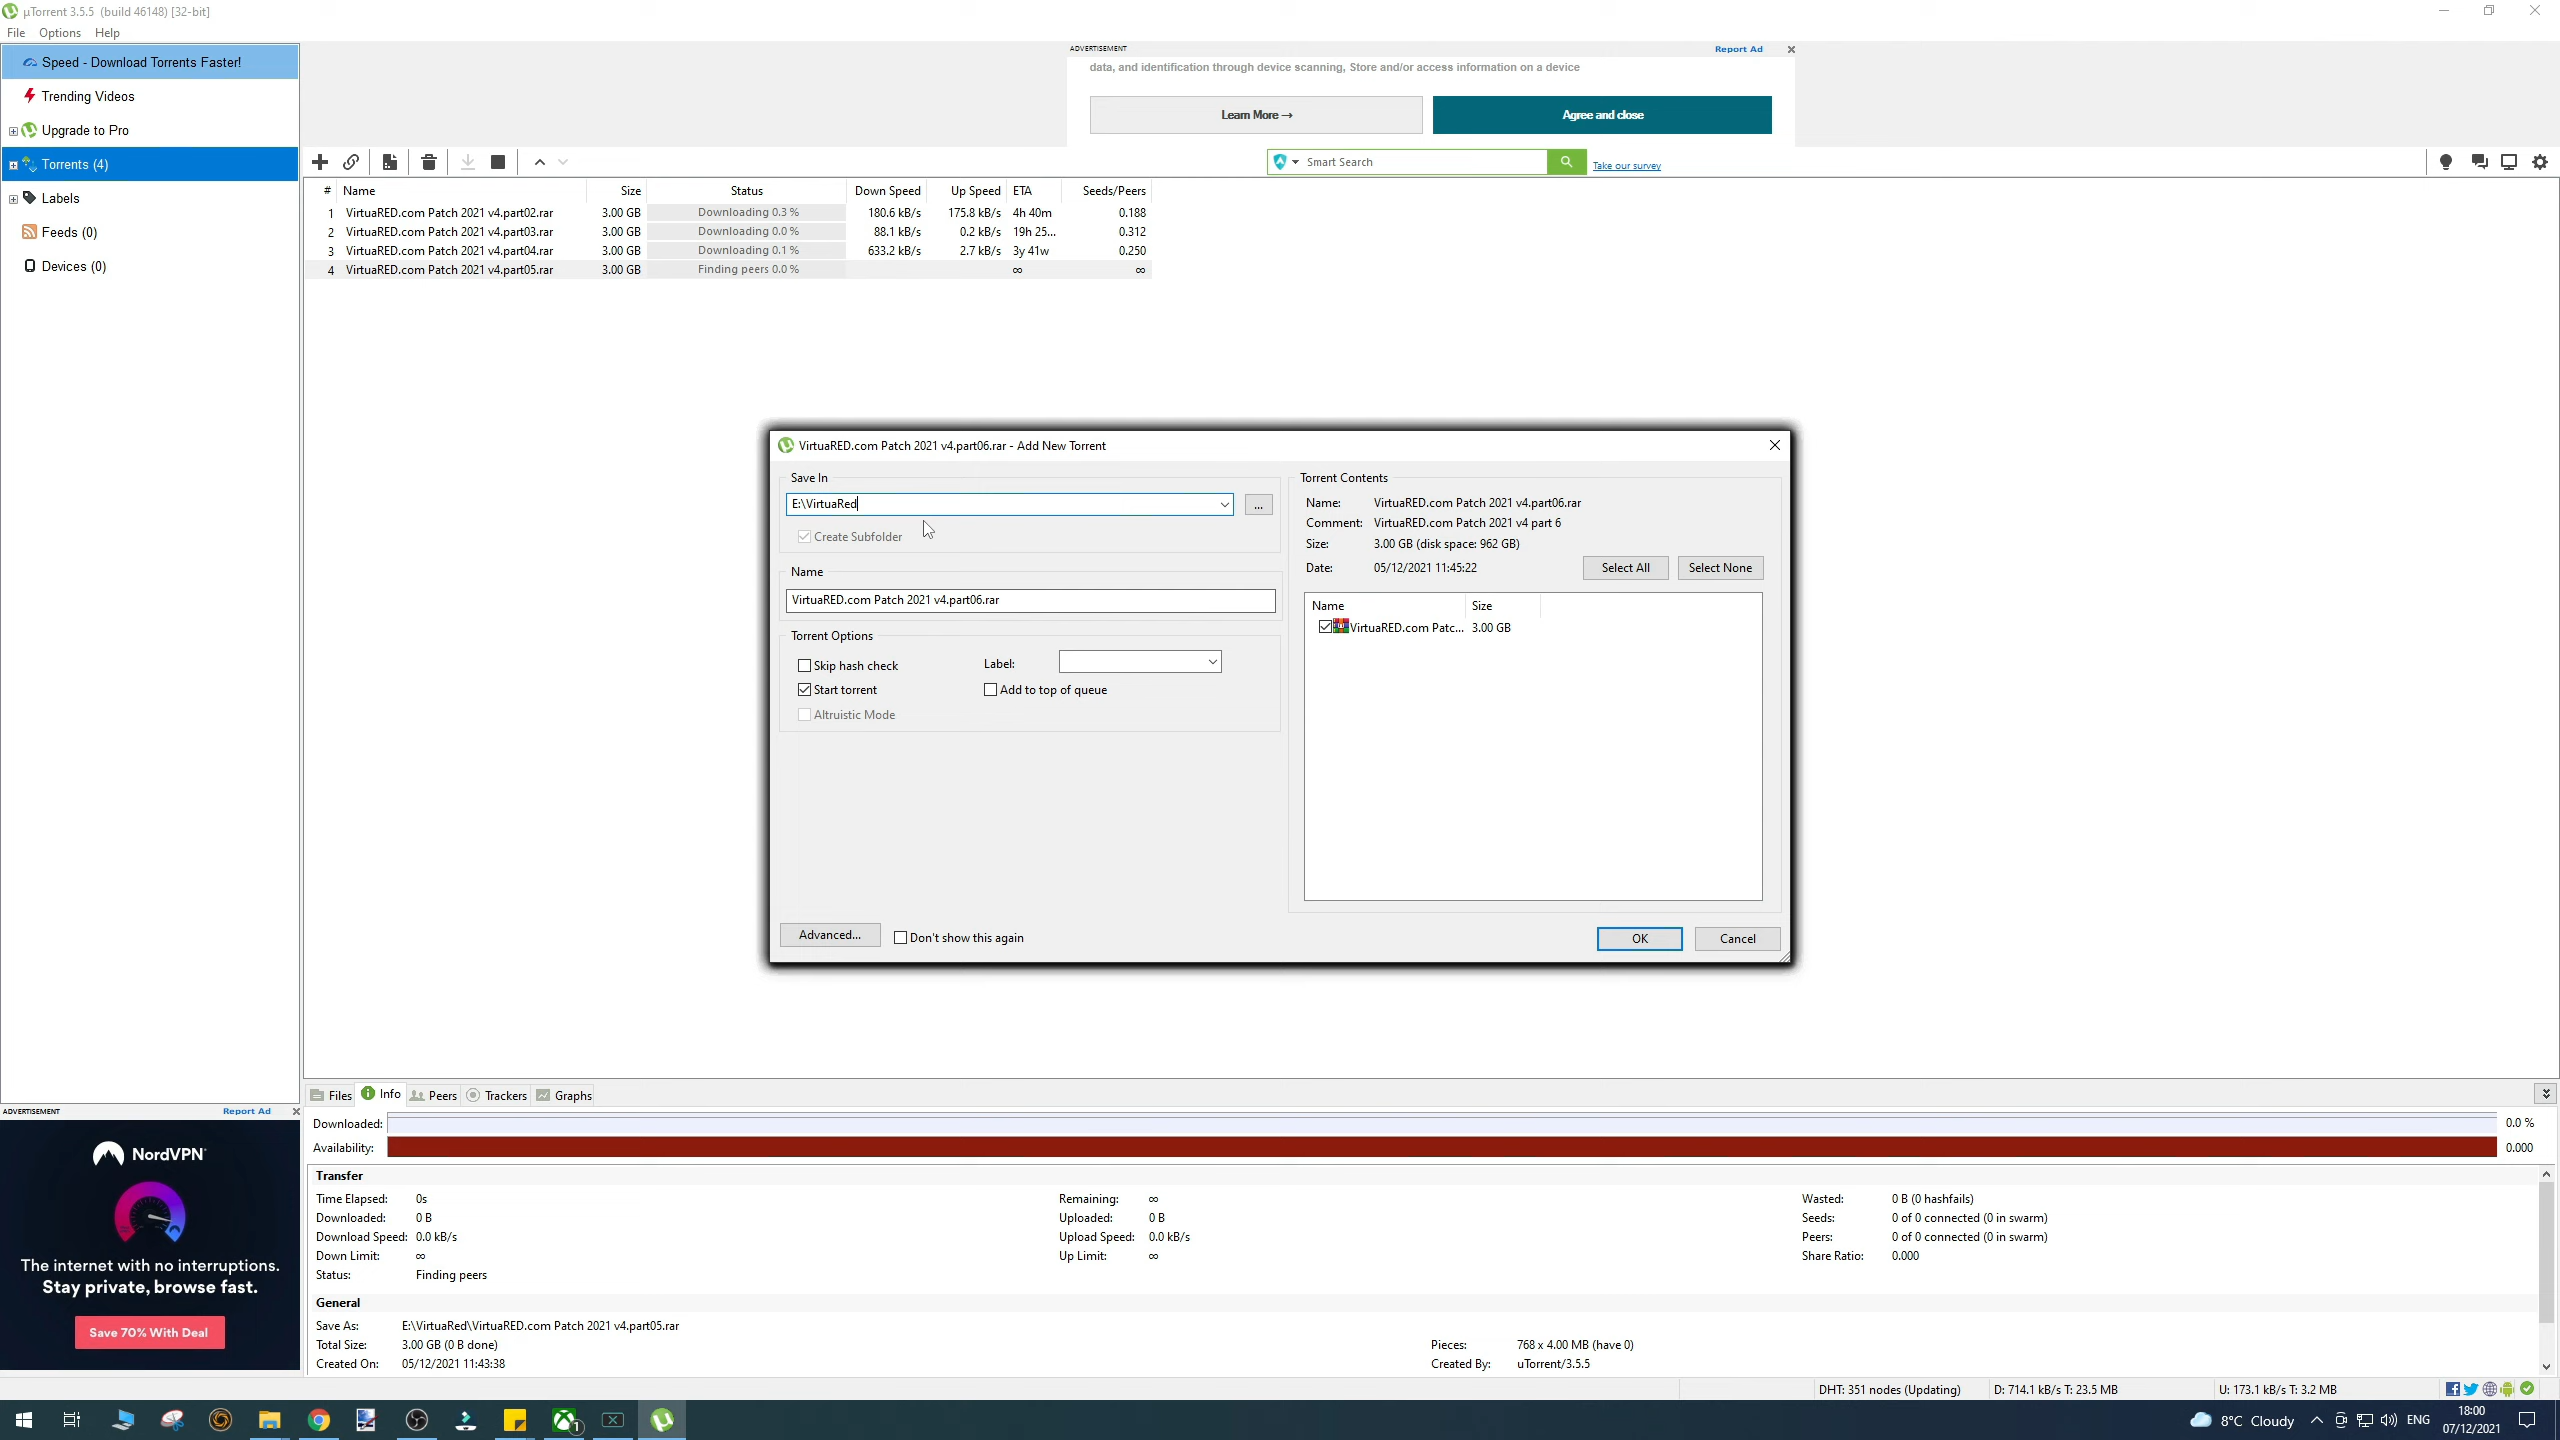 µTorrent 3.5.5 (build 46148) [32-bit]
File Options Help
Speed - Download Torrents Faster!
Trending Videos
Upgrade to Pro
Torrents (4)
Labels
Feeds (0)
Devices (0)
ADVERTISEMENT Report Ad
data, and identification through device scanning, Store and/or access information on a device
Learn More → Agree and close
Smart Search Take our survey
# Name Size Status Down Speed Up Speed ETA Seeds/Peers
1 VirtuaRED.com Patch 2021 v4.part02.rar 3.00 GB Downloading 0.3 % 180.6 kB/s 175.8 kB/s 4h 40m 0.188
2 VirtuaRED.com Patch 2021 v4.part03.rar 3.00 GB Downloading 0.0 % 88.1 kB/s 0.2 kB/s 19h 25... 0.312
3 VirtuaRED.com Patch 2021 v4.part04.rar 3.00 GB Downloading 0.1 % 633.2 kB/s 2.7 kB/s 3y 41w 0.250
4 VirtuaRED.com Patch 2021 v4.part05.rar 3.00 GB Finding peers 0.0 % ∞ ∞
VirtuaRED.com Patch 2021 v4.part06.rar - Add New Torrent
Save In
E:\VirtuaRed
...
Create Subfolder
Name
VirtuaRED.com Patch 2021 v4.part06.rar
Torrent Options
Skip hash check Label:
Start torrent Add to top of queue
Altruistic Mode
Advanced... Don't show this again
Torrent Contents
Name: VirtuaRED.com Patch 2021 v4.part06.rar
Comment: VirtuaRED.com Patch 2021 v4 part 6
Size: 3.00 GB (disk space: 962 GB)
Date: 05/12/2021 11:45:22 Select All Select None
Name Size
VirtuaRED.com Patc... 3.00 GB
OK Cancel
ADVERTISEMENT Report Ad
NordVPN
The internet with no interruptions.
Stay private, browse fast.
Save 70% With Deal
Files Info Peers Trackers Graphs
Downloaded: 0.0 %
Availability: 0.000
Transfer
Time Elapsed: 0s Remaining: ∞ Wasted: 0 B (0 hashfails)
Downloaded: 0 B Uploaded: 0 B Seeds: 0 of 0 connected (0 in swarm)
Download Speed: 0.0 kB/s Upload Speed: 0.0 kB/s Peers: 0 of 0 connected (0 in swarm)
Down Limit: ∞ Up Limit: ∞ Share Ratio: 0.000
Status: Finding peers
General
Save As: E:\VirtuaRed\VirtuaRED.com Patch 2021 v4.part05.rar
Total Size: 3.00 GB (0 B done) Pieces: 768 x 4.00 MB (have 0)
Created On: 05/12/2021 11:43:38 Created By: uTorrent/3.5.5
DHT: 351 nodes (Updating) D: 714.1 kB/s T: 23.5 MB U: 173.1 kB/s T: 3.2 MB
1
8°C Cloudy ENG
18:00
07/12/2021